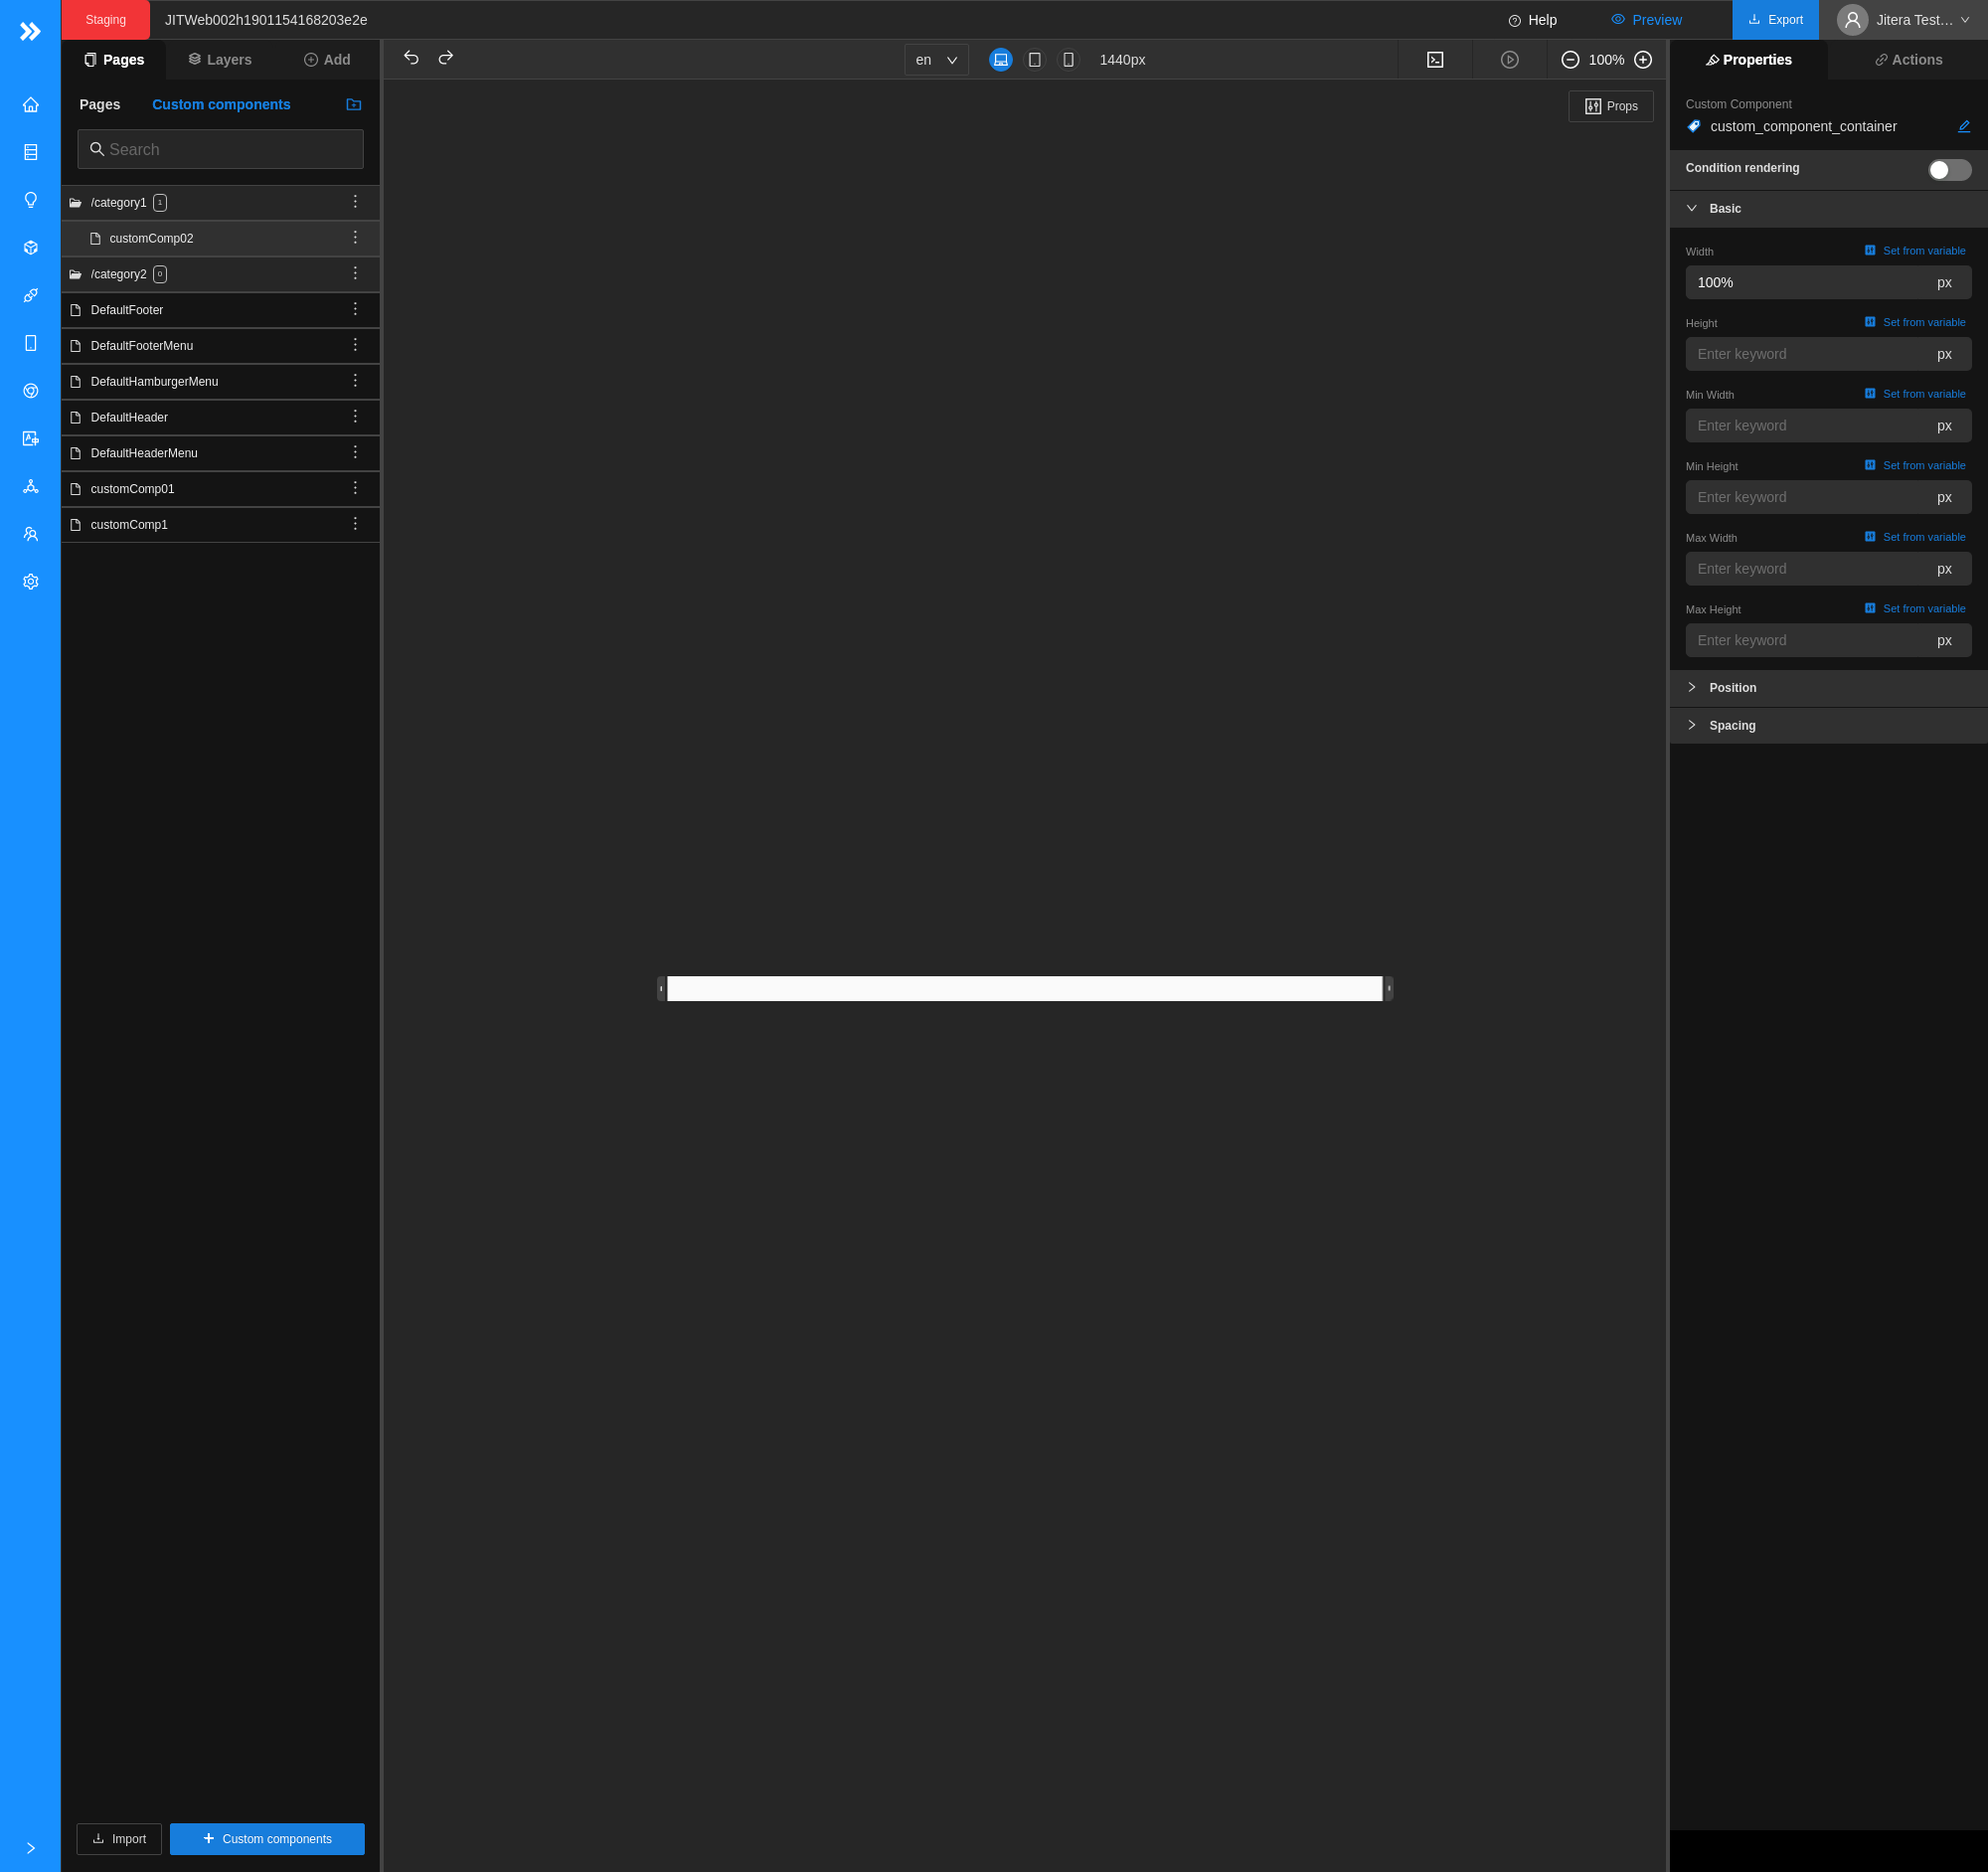 Staging
JITWeb002h1901154168203e2e
Help
Preview
Export
Jitera Test…
Pages
Layers
Add
en
1440px
100%
Properties
Actions
Pages
Custom components
Search
/category1 1
customComp02
/category2 0
DefaultFooter
DefaultFooterMenu
DefaultHamburgerMenu
DefaultHeader
DefaultHeaderMenu
customComp01
customComp1
Import
Custom components
Props
Custom Component
custom_component_container
Condition rendering
Basic
Width
Set from variable
100%
px
Height
Set from variable
Enter keyword
px
Min Width
Set from variable
Enter keyword
px
Min Height
Set from variable
Enter keyword
px
Max Width
Set from variable
Enter keyword
px
Max Height
Set from variable
Enter keyword
px
Position
Spacing